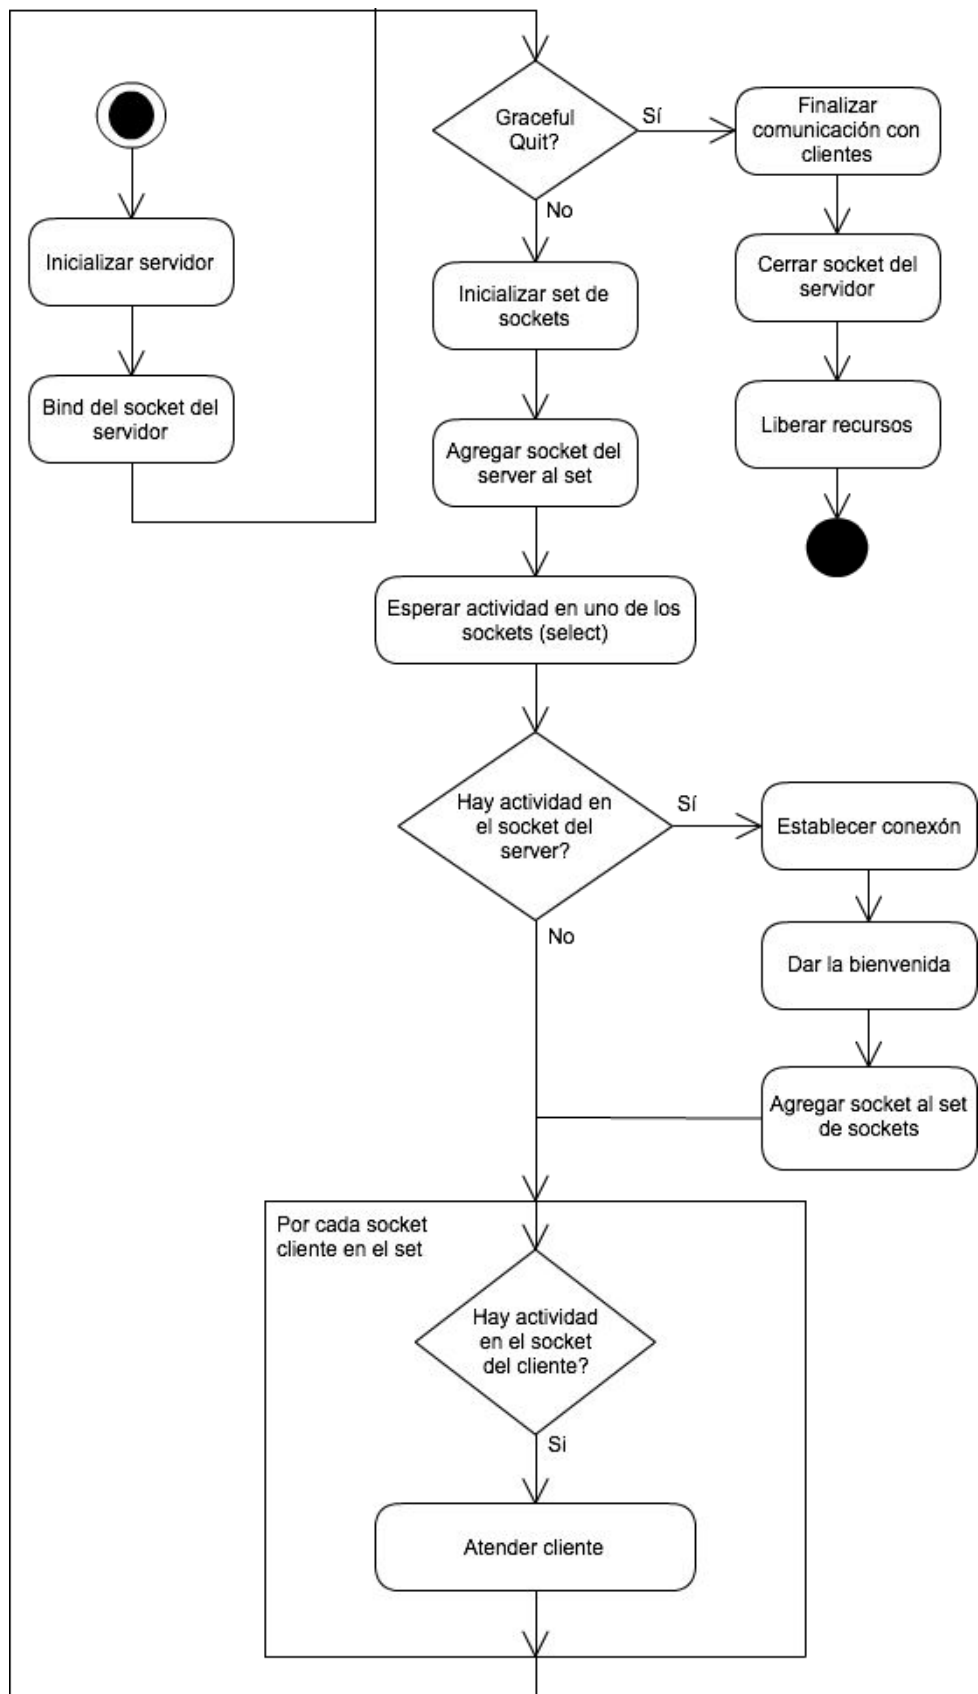 Inicializar servidor
Bind del socket del
servidor
Graceful
Quit?
Sí
Finalizar
comunicación con
clientes
Cerrar socket del
servidor
Liberar recursos
No
Inicializar set de
sockets
Agregar socket del
server al set
Esperar actividad en uno de los
sockets (select)
Hay actividad en
el socket del
server?
Sí
Establecer conexón
Dar la bienvenida
Agregar socket al set
de sockets
No
Por cada socket
cliente en el set
Hay actividad
en el socket
del cliente?
Si
Atender cliente